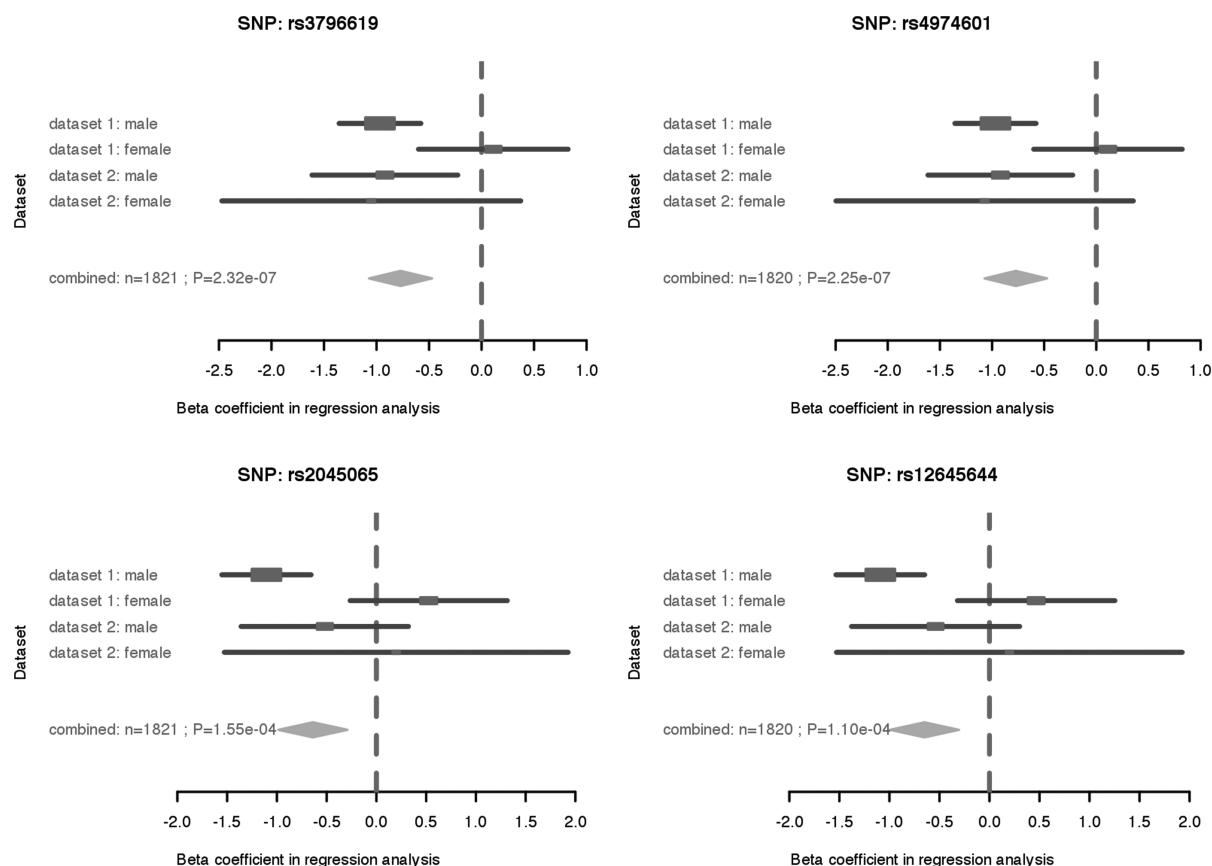 SNP: rs3796619
Dataset
dataset 1: male
dataset 1: female
dataset 2: male
dataset 2: female
combined: n=1821 ; P=2.32e-07
-2.5 -2.0 -1.5 -1.0 -0.5 0.0 0.5 1.0
Beta coefficient in regression analysis
SNP: rs4974601
Dataset
dataset 1: male
dataset 1: female
dataset 2: male
dataset 2: female
combined: n=1820 ; P=2.25e-07
-2.5 -2.0 -1.5 -1.0 -0.5 0.0 0.5 1.0
Beta coefficient in regression analysis
SNP: rs2045065
Dataset
dataset 1: male
dataset 1: female
dataset 2: male
dataset 2: female
combined: n=1821 ; P=1.55e-04
-2.0 -1.5 -1.0 -0.5 0.0 0.5 1.0 1.5 2.0
Beta coefficient in regression analysis
SNP: rs12645644
Dataset
dataset 1: male
dataset 1: female
dataset 2: male
dataset 2: female
combined: n=1820 ; P=1.10e-04
-2.0 -1.5 -1.0 -0.5 0.0 0.5 1.0 1.5 2.0
Beta coefficient in regression analysis